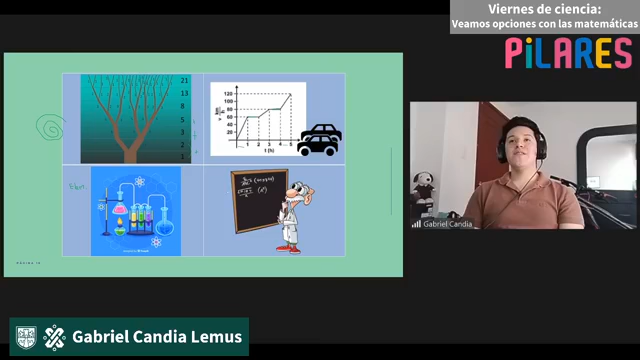 Viernes de ciencia:
Veamos opciones con las matemáticas
PiLARES
21
13
8
5
3
2
1
120
100
80
60
40
20
0
1 2 3 4 5
t (h)
v km/h
Gabriel Candia
Gabriel Candia Lemus